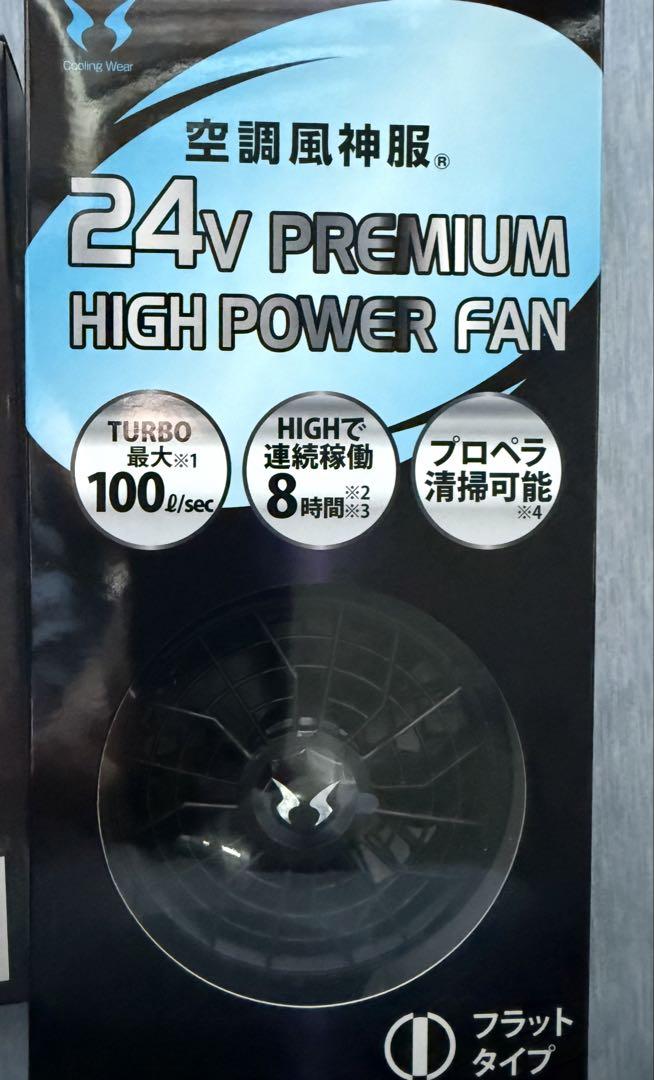 Cooling Wear
空調風神服®
24V PREMIUM
HIGH POWER FAN
TURBO
最大※1
100ℓ/sec
HIGHで
連続稼働
8時間※2※3
プロペラ
清掃可能
※4
フラット
タイプ